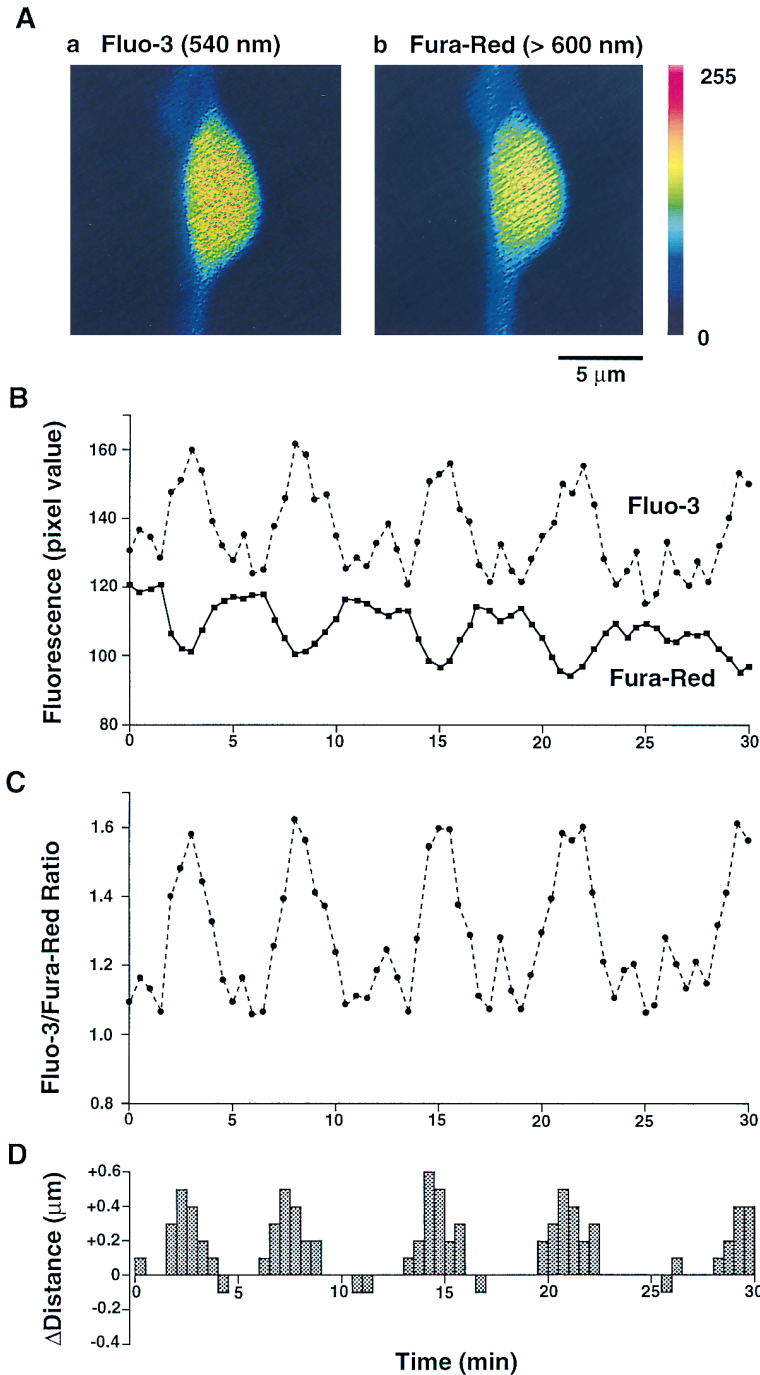 A
a Fluo-3 (540 nm)
b Fura-Red (> 600 nm)
255
0
5 μm
B
Fluorescence (pixel value)
160
140
120
100
80
0 5 10 15 20 25 30
Fluo-3
Fura-Red
C
Fluo-3/Fura-Red Ratio
1.6
1.4
1.2
1.0
0.8
0 5 10 15 20 25 30
D
ΔDistance (μm)
+0.6
+0.4
+0.2
0
-0.2
-0.4
0 5 10 15 20 25 30
Time (min)